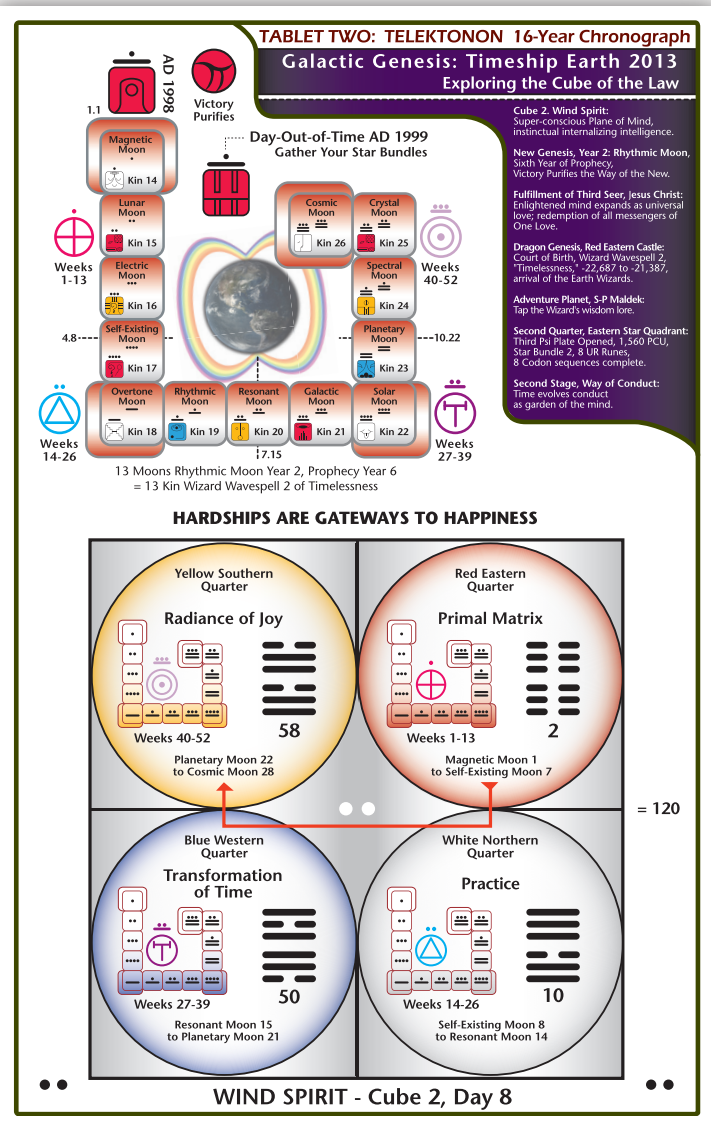 TABLET TWO: TELEKTONON 16-Year Chronograph
Galactic Genesis: Timeship Earth 2013
Exploring the Cube of the Law
Cube 2. Wind Spirit:
Super-conscious Plane of Mind,
instinctual internalizing intelligence.
New Genesis, Year 2: Rhythmic Moon,
Sixth Year of Prophecy,
Victory Purifies the Way of the New.
Fulfillment of Third Seer, Jesus Christ:
Enlightened mind expands as universal
love; redemption of all messengers of
One Love.
Dragon Genesis, Red Eastern Castle:
Court of Birth, Wizard Wavespell 2,
"Timelessness," -22,687 to -21,387,
arrival of the Earth Wizards.
Adventure Planet, S-P Maldek:
Tap the Wizard's wisdom lore.
Second Quarter, Eastern Star Quadrant:
Third Psi Plate Opened, 1,560 PCU,
Star Bundle 2, 8 UR Runes,
8 Codon sequences complete.
Second Stage, Way of Conduct:
Time evolves conduct
as garden of the mind.
AD 1998
1.1
Victory
Purifies
Day-Out-of-Time AD 1999
Gather Your Star Bundles
Magnetic
Moon
Kin 14
Lunar
Moon
Kin 15
Electric
Moon
Kin 16
Self-Existing
Moon
Kin 17
Overtone
Moon
Kin 18
Rhythmic
Moon
Kin 19
Resonant
Moon
Kin 20
Galactic
Moon
Kin 21
Solar
Moon
Kin 22
Planetary
Moon
Kin 23
Spectral
Moon
Kin 24
Crystal
Moon
Kin 25
Cosmic
Moon
Kin 26
Weeks
1-13
Weeks
40-52
4.8
10.22
Weeks
14-26
Weeks
27-39
7.15
13 Moons Rhythmic Moon Year 2, Prophecy Year 6
= 13 Kin Wizard Wavespell 2 of Timelessness
HARDSHIPS ARE GATEWAYS TO HAPPINESS
Yellow Southern
Quarter
Radiance of Joy
58
Weeks 40-52
Planetary Moon 22
to Cosmic Moon 28
Red Eastern
Quarter
Primal Matrix
2
Weeks 1-13
Magnetic Moon 1
to Self-Existing Moon 7
= 120
Blue Western
Quarter
Transformation
of Time
50
Weeks 27-39
Resonant Moon 15
to Planetary Moon 21
White Northern
Quarter
Practice
10
Weeks 14-26
Self-Existing Moon 8
to Resonant Moon 14
WIND SPIRIT - Cube 2, Day 8